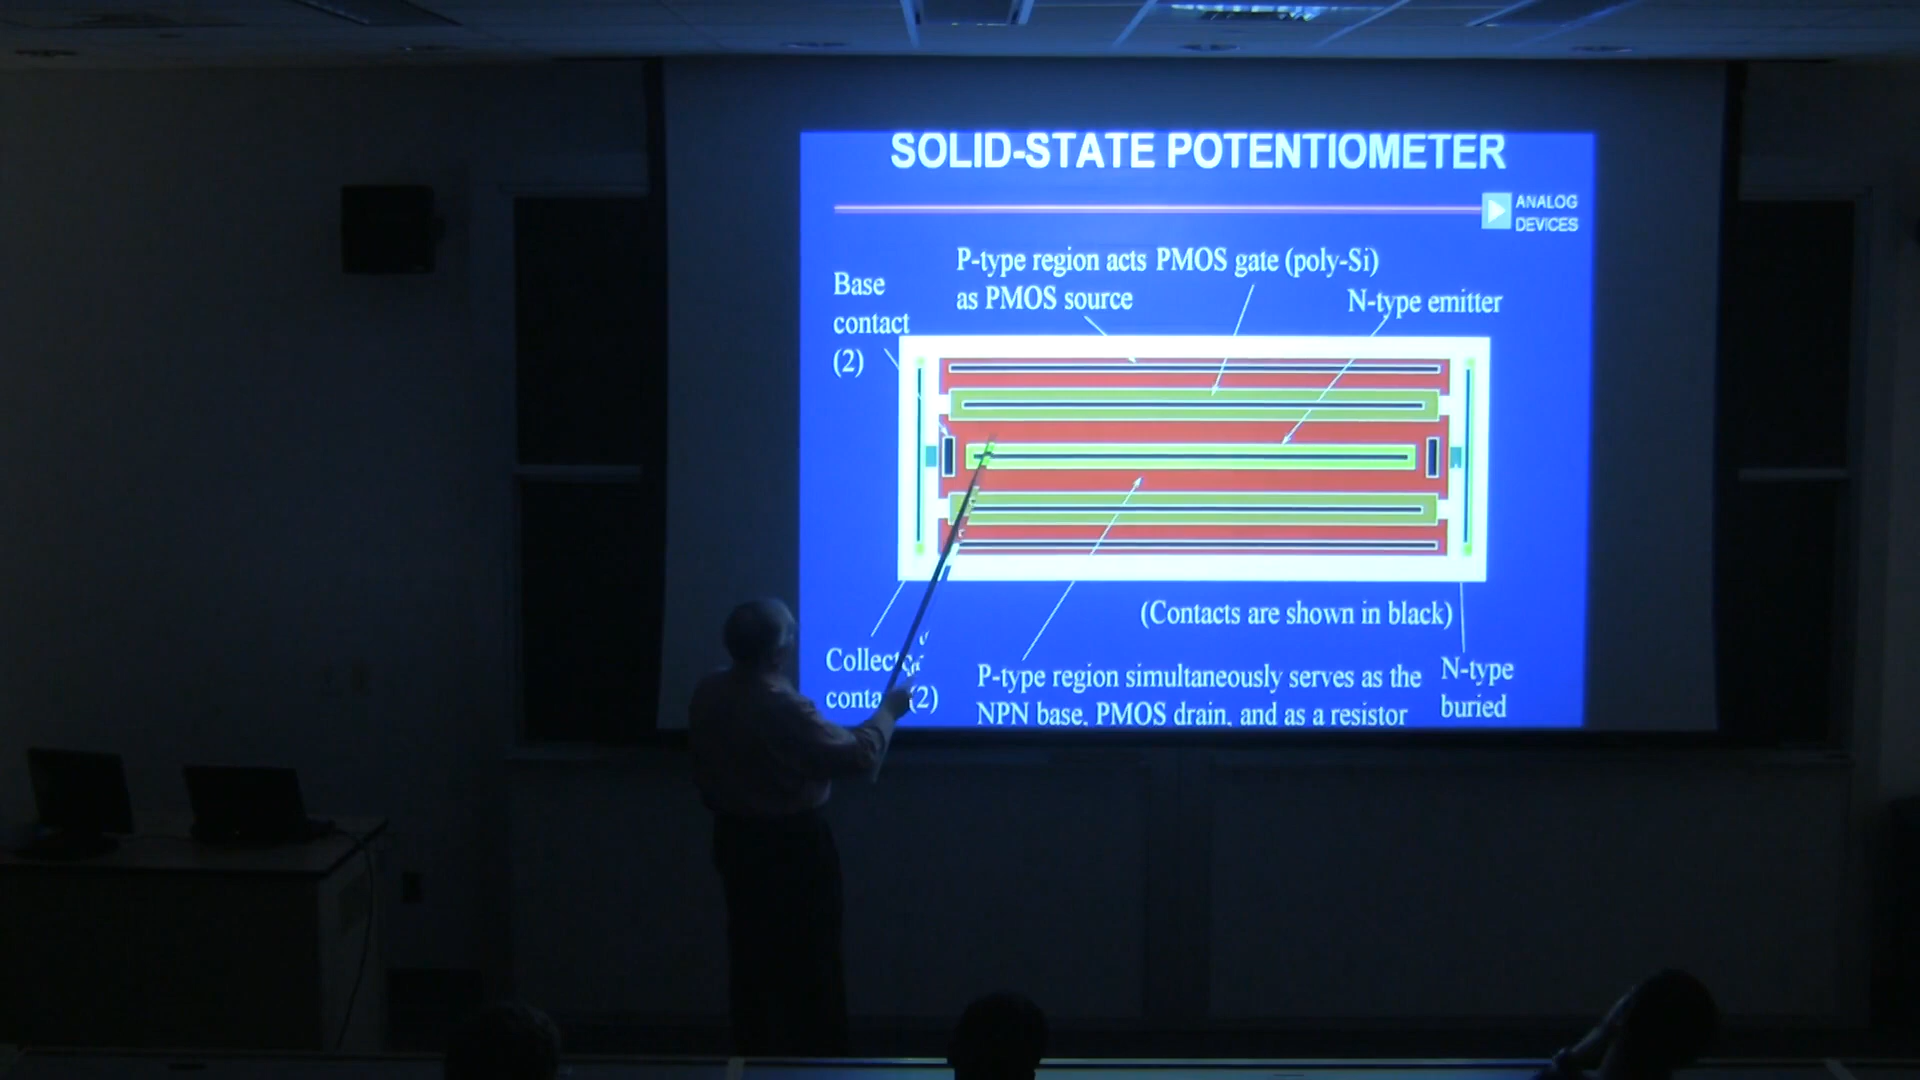 SOLID-STATE POTENTIOMETER
ANALOG
DEVICES
P-type region acts
as PMOS source
PMOS gate (poly-Si)
N-type emitter
Base
contact
(2)
(Contacts are shown in black)
Collector
(2)
P-type region simultaneously serves as the
NPN base, PMOS drain, and as a resistor
N-type
buried